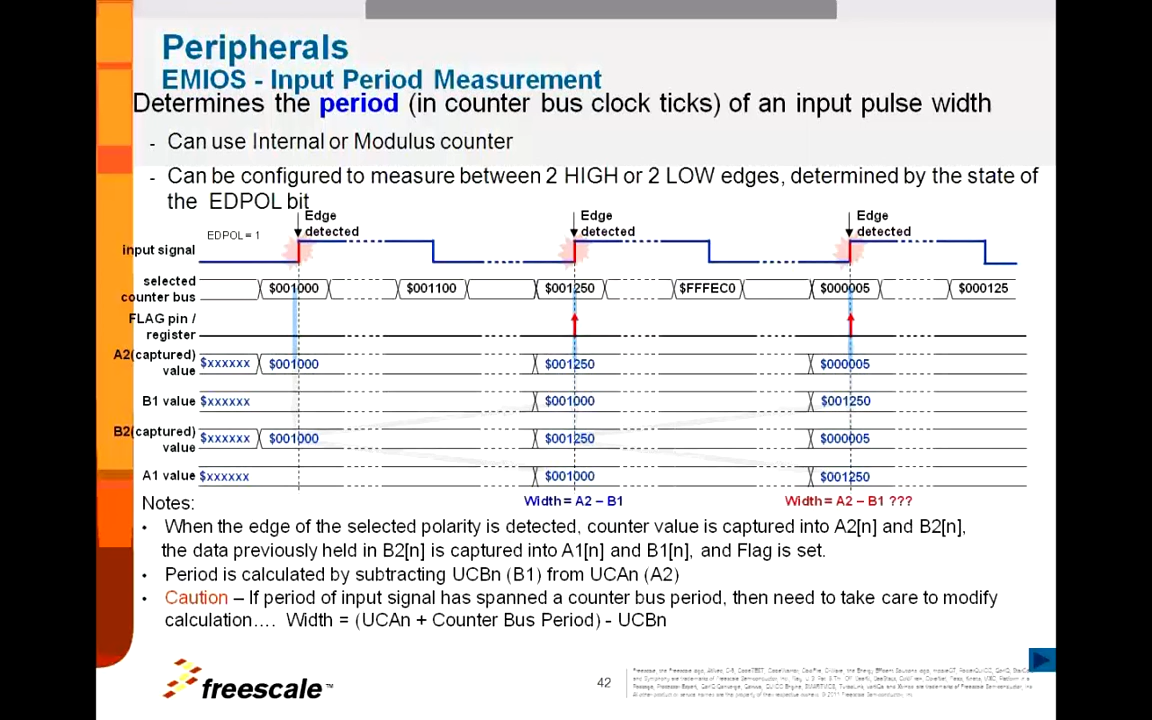 Peripherals
EMIOS - Input Period Measurement
Determines the period (in counter bus clock ticks) of an input pulse width
- Can use Internal or Modulus counter
- Can be configured to measure between 2 HIGH or 2 LOW edges, determined by the state of
the EDPOL bit
Edge detected
Edge detected
Edge detected
EDPOL = 1
input signal
selected counter bus
$001000 $001100 $001250 $FFFEC0 $000005 $000125
FLAG pin / register
A2(captured) value
$xxxxxx $001000 $001250 $000005
B1 value $xxxxxx $001000 $001250
B2(captured) value
$xxxxxx $001000 $001250 $000005
A1 value $xxxxxx $001000 $001250
Width = A2 – B1 Width = A2 – B1 ???
Notes:
• When the edge of the selected polarity is detected, counter value is captured into A2[n] and B2[n],
the data previously held in B2[n] is captured into A1[n] and B1[n], and Flag is set.
• Period is calculated by subtracting UCBn (B1) from UCAn (A2)
• Caution – If period of input signal has spanned a counter bus period, then need to take care to modify
calculation…. Width = (UCAn + Counter Bus Period) - UCBn
freescale™
42